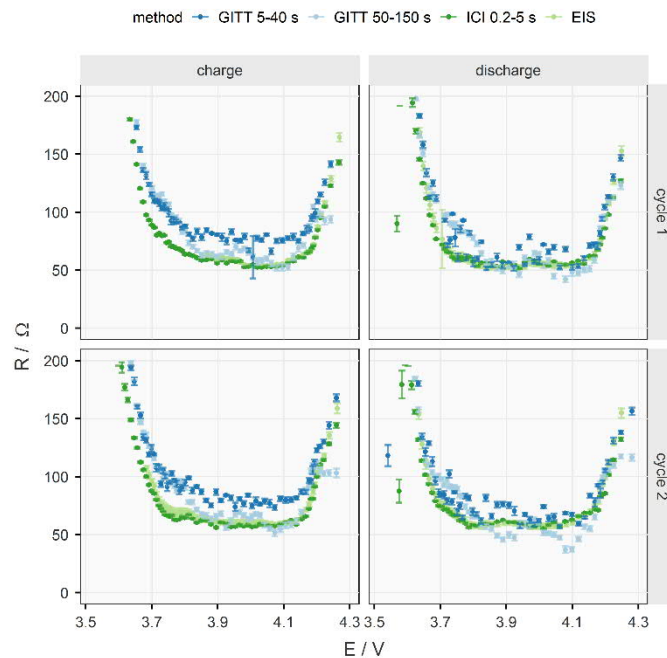 method GITT 5-40 s GITT 50-150 s ICI 0.2-5 s EIS
charge discharge
200
150
100
50
0
cycle 1
R / Ω
200
150
100
50
0
cycle 2
3.5 3.7 3.9 4.1 4.3 3.5 3.7 3.9 4.1 4.3
E / V